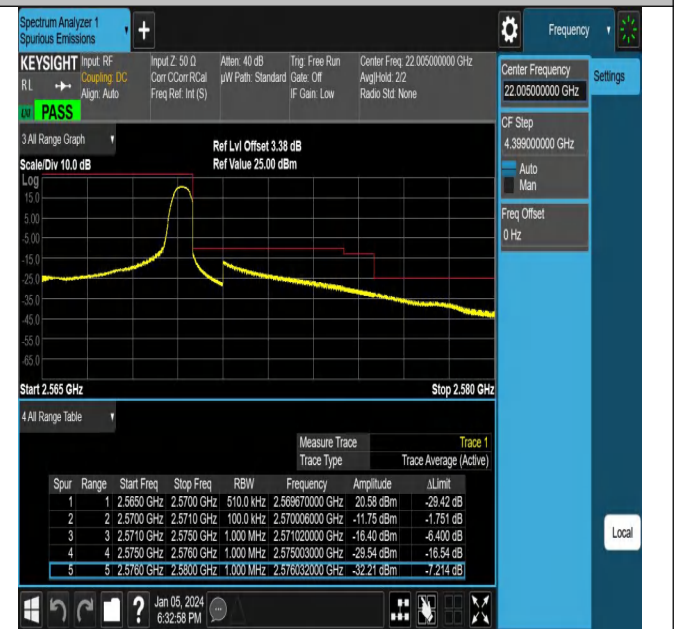 Spectrum Analyzer 1
Spurious Emissions
+
Frequency
KEYSIGHT Input: RF Input Z: 50 Ω Atten: 40 dB Trig: Free Run Center Freq: 22.005000000 GHz
RL Coupling: DC Corr CCorr RCal µW Path: Standard Gate: Off Avg|Hold: 2/2
Align: Auto Freq Ref: Int (S) IF Gain: Low Radio Std: None
PASS
Center Frequency
22.005000000 GHz
Settings
CF Step
4.399000000 GHz
Auto
Man
Freq Offset
0 Hz
3 All Range Graph
Ref Lvl Offset 3.38 dB
Scale/Div 10.0 dB Ref Value 25.00 dBm
Log
15.0
5.00
-5.00
-15.0
-25.0
-35.0
-45.0
-55.0
-65.0
Start 2.565 GHz Stop 2.580 GHz
4 All Range Table
Measure Trace Trace 1
Trace Type Trace Average (Active)
Spur Range Start Freq Stop Freq RBW Frequency Amplitude ΔLimit
1 1 2.5650 GHz 2.5700 GHz 510.0 kHz 2.569670000 GHz 20.58 dBm -29.42 dB
2 2 2.5700 GHz 2.5710 GHz 100.0 kHz 2.570006000 GHz -11.75 dBm -1.751 dB
3 3 2.5710 GHz 2.5750 GHz 1.000 MHz 2.571020000 GHz -16.40 dBm -6.400 dB
4 4 2.5750 GHz 2.5760 GHz 1.000 MHz 2.575003000 GHz -29.54 dBm -16.54 dB
5 5 2.5760 GHz 2.5800 GHz 1.000 MHz 2.576032000 GHz -32.21 dBm -7.214 dB
Local
? Jan 05, 2024
6:32:58 PM